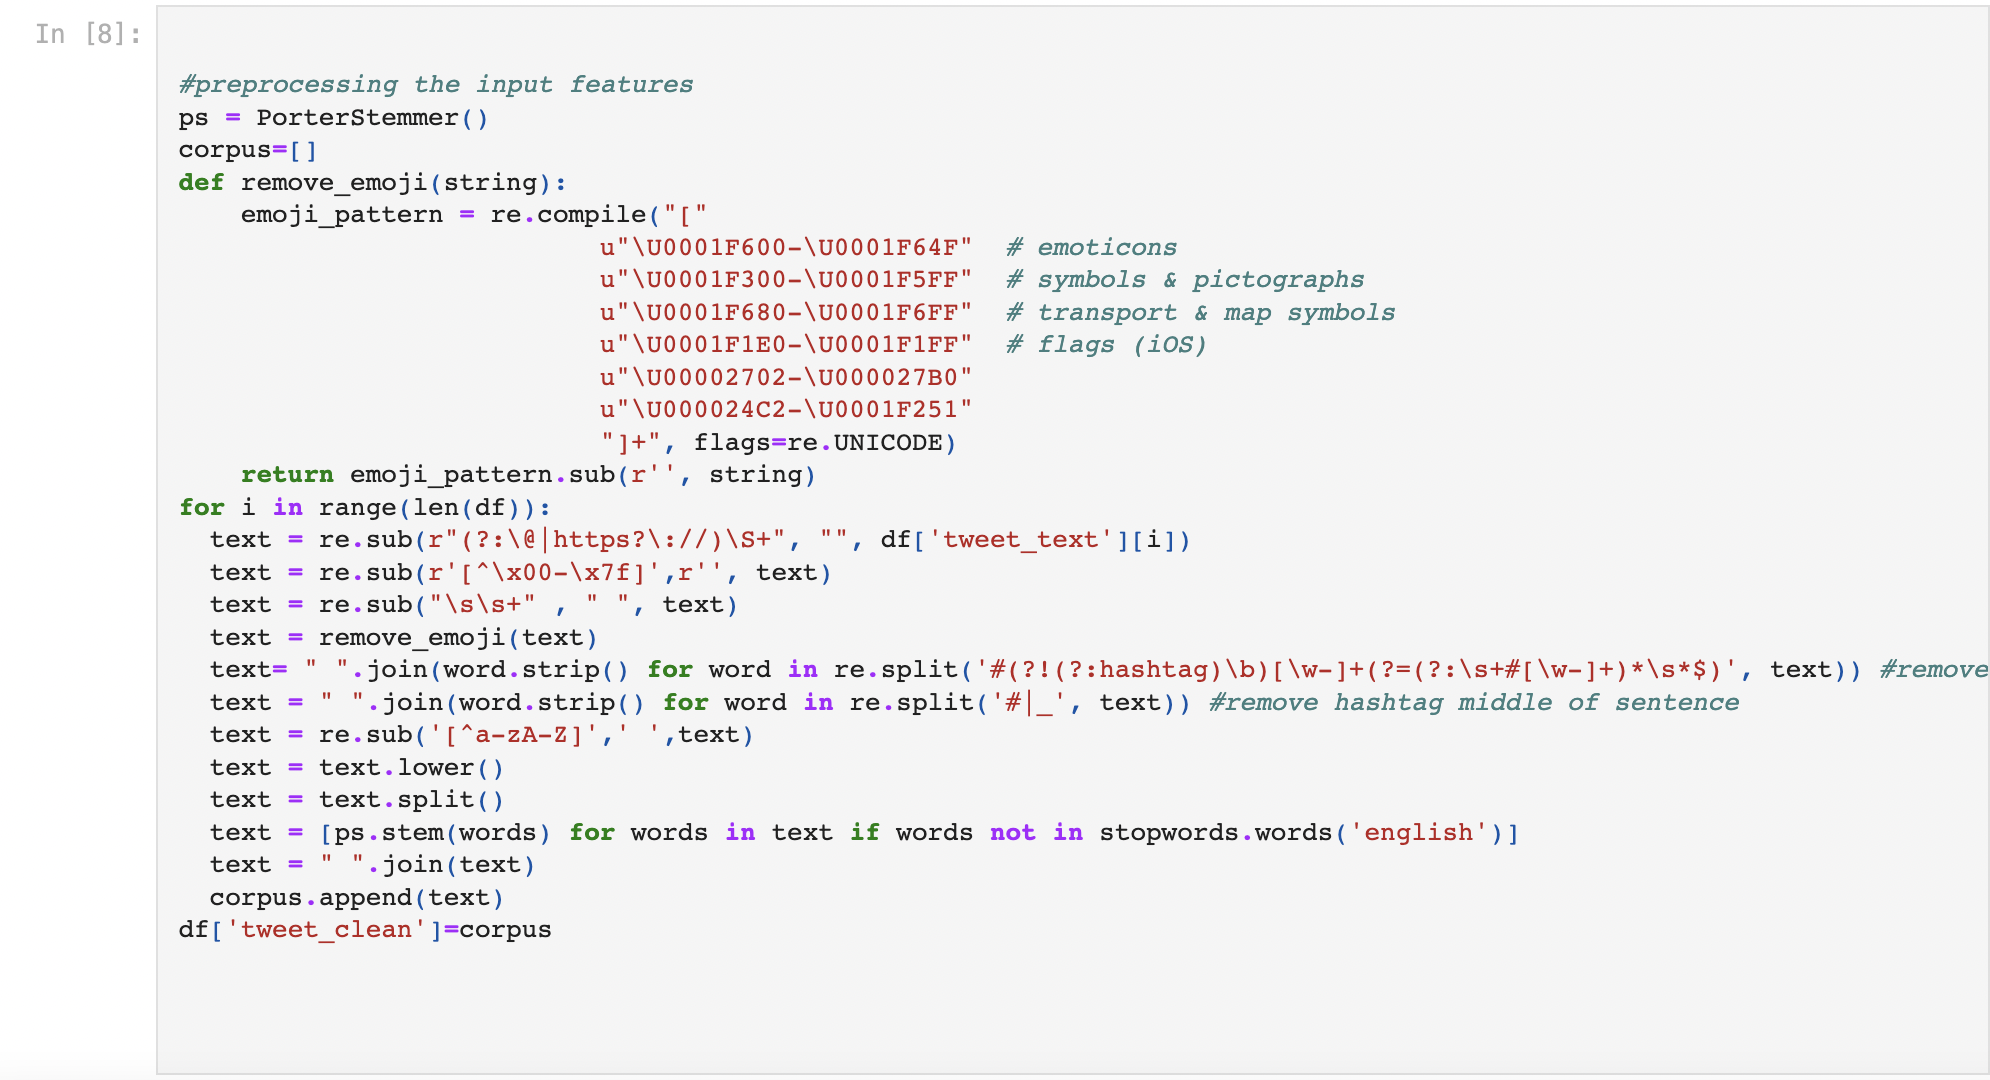 In [8]:
#preprocessing the input features
ps = PorterStemmer()
corpus=[]
def remove_emoji(string):
    emoji_pattern = re.compile("["
                           u"\U0001F600-\U0001F64F"  # emoticons
                           u"\U0001F300-\U0001F5FF"  # symbols & pictographs
                           u"\U0001F680-\U0001F6FF"  # transport & map symbols
                           u"\U0001F1E0-\U0001F1FF"  # flags (iOS)
                           u"\U00002702-\U000027B0"
                           u"\U000024C2-\U0001F251"
                           "]+", flags=re.UNICODE)
    return emoji_pattern.sub(r'', string)
for i in range(len(df)):
  text = re.sub(r"(?:\@|https?\://)\S+", "", df['tweet_text'][i])
  text = re.sub(r'[^\x00-\x7f]',r'', text)
  text = re.sub("\s\s+" , " ", text)
  text = remove_emoji(text)
  text= " ".join(word.strip() for word in re.split('#(?!(?:hashtag)\b)[\w-]+(?=(?:\s+#[\w-]+)*\s*$)', text)) #remove
  text = " ".join(word.strip() for word in re.split('#|_', text)) #remove hashtag middle of sentence
  text = re.sub('[^a-zA-Z]',' ',text)
  text = text.lower()
  text = text.split()
  text = [ps.stem(words) for words in text if words not in stopwords.words('english')]
  text = " ".join(text)
  corpus.append(text)
df['tweet_clean']=corpus